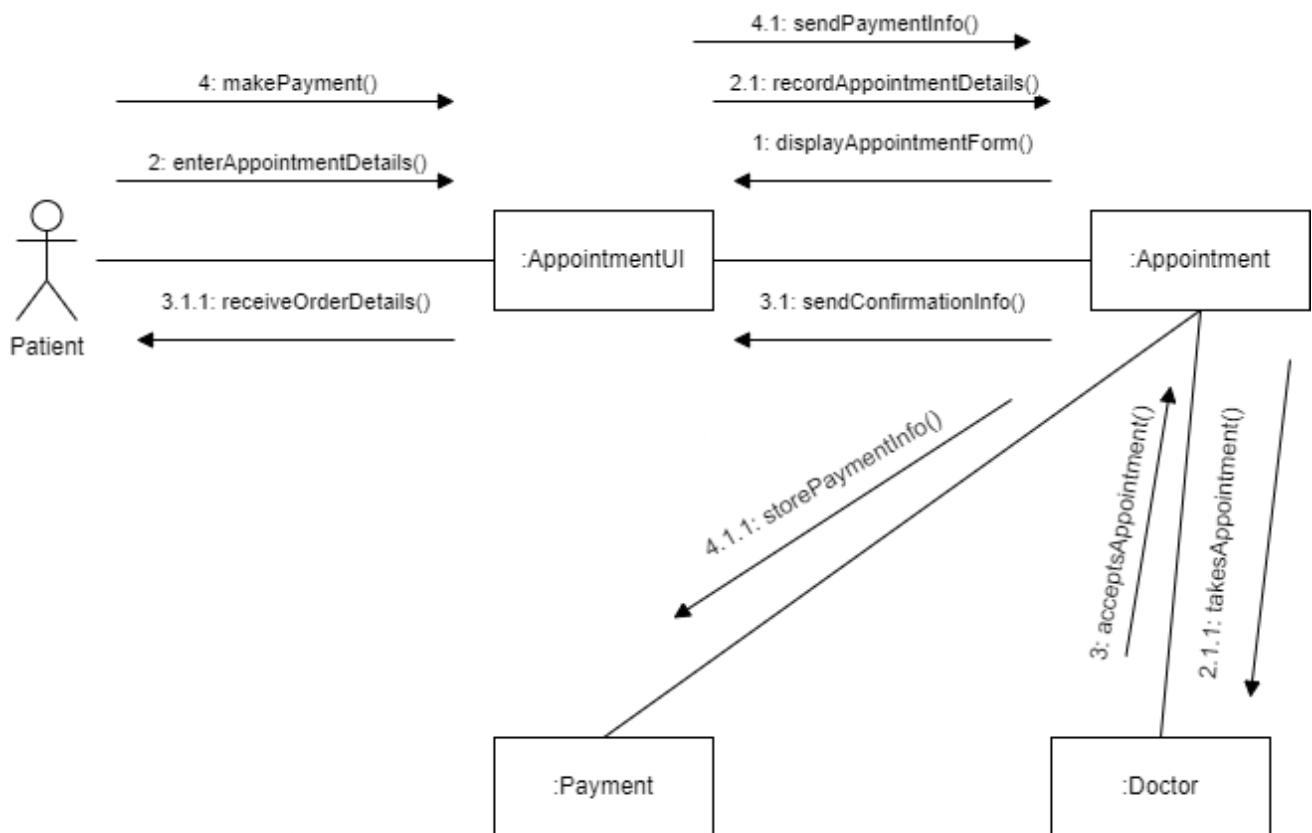 4.1: sendPaymentInfo()
4: makePayment()
2.1: recordAppointmentDetails()
1: displayAppointmentForm()
2: enterAppointmentDetails()
:AppointmentUI
:Appointment
3.1.1: receiveOrderDetails()
3.1: sendConfirmationInfo()
Patient
4.1.1: storePaymentInfo()
3: acceptsAppointment()
2.1.1: takesAppointment()
:Payment
:Doctor